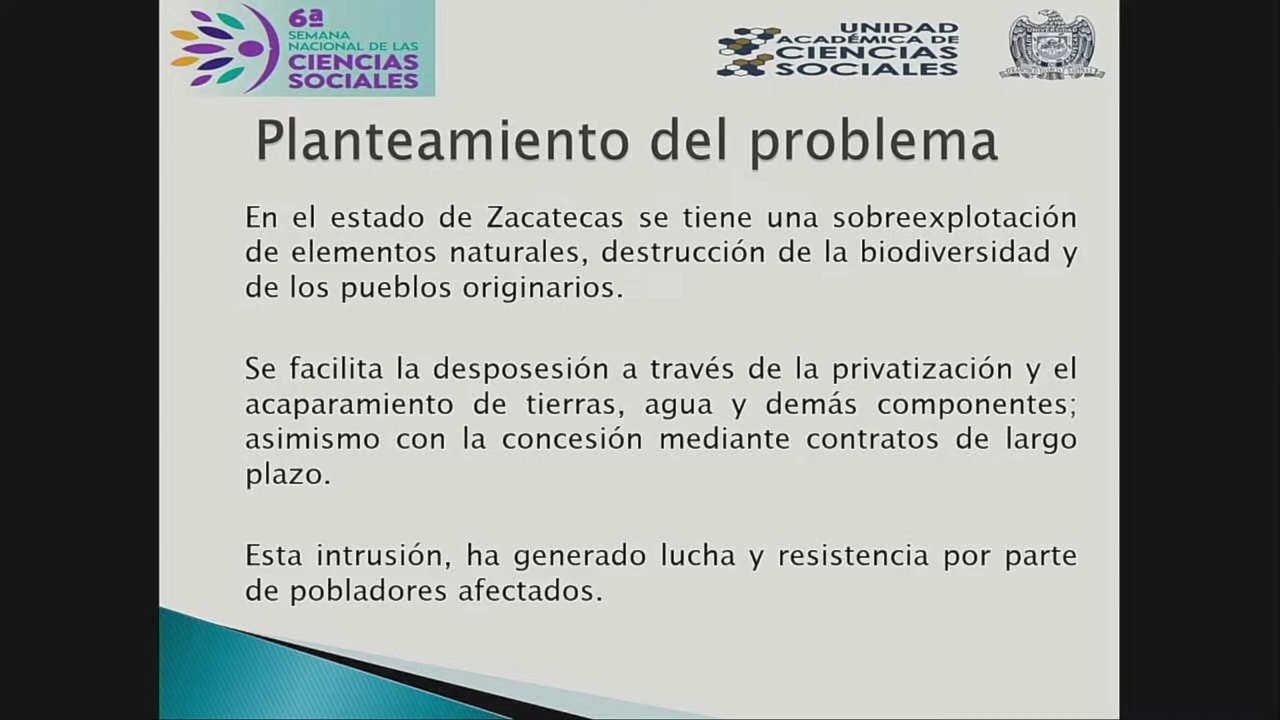 6ª
SEMANA
NACIONAL DE LAS
CIENCIAS
SOCIALES
UNIDAD
ACADÉMICA DE
CIENCIAS
SOCIALES
Planteamiento del problema
En el estado de Zacatecas se tiene una sobreexplotación
de elementos naturales, destrucción de la biodiversidad y
de los pueblos originarios.
Se facilita la desposesión a través de la privatización y el
acaparamiento de tierras, agua y demás componentes;
asimismo con la concesión mediante contratos de largo
plazo.
Esta intrusión, ha generado lucha y resistencia por parte
de pobladores afectados.